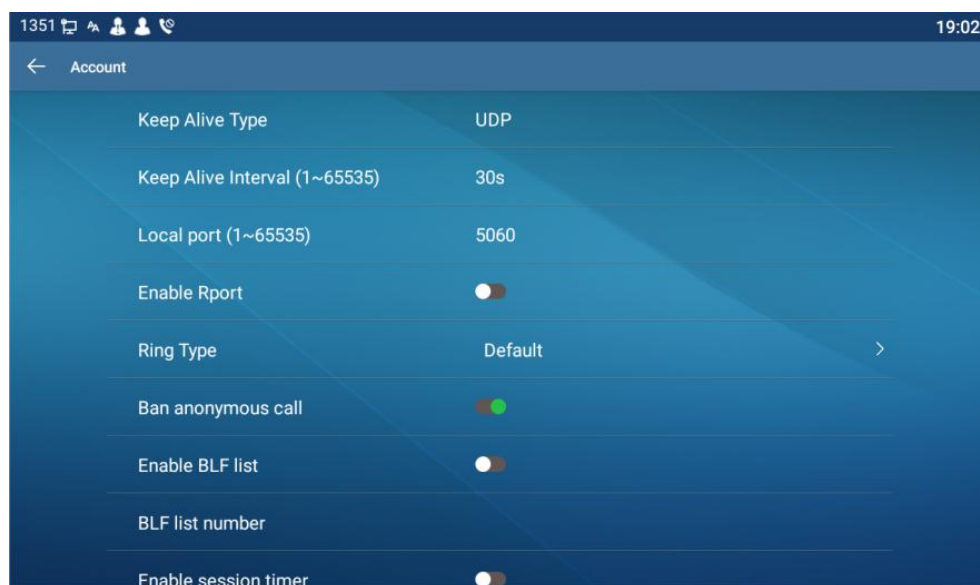 1351 19:02
Account
Keep Alive Type UDP
Keep Alive Interval (1~65535) 30s
Local port (1~65535) 5060
Enable Rport
Ring Type Default
Ban anonymous call
Enable BLF list
BLF list number
Enable session timer